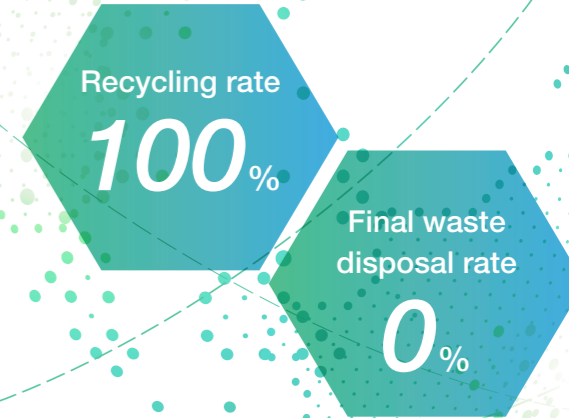 Recycling rate
100%
Final waste
disposal rate
0%